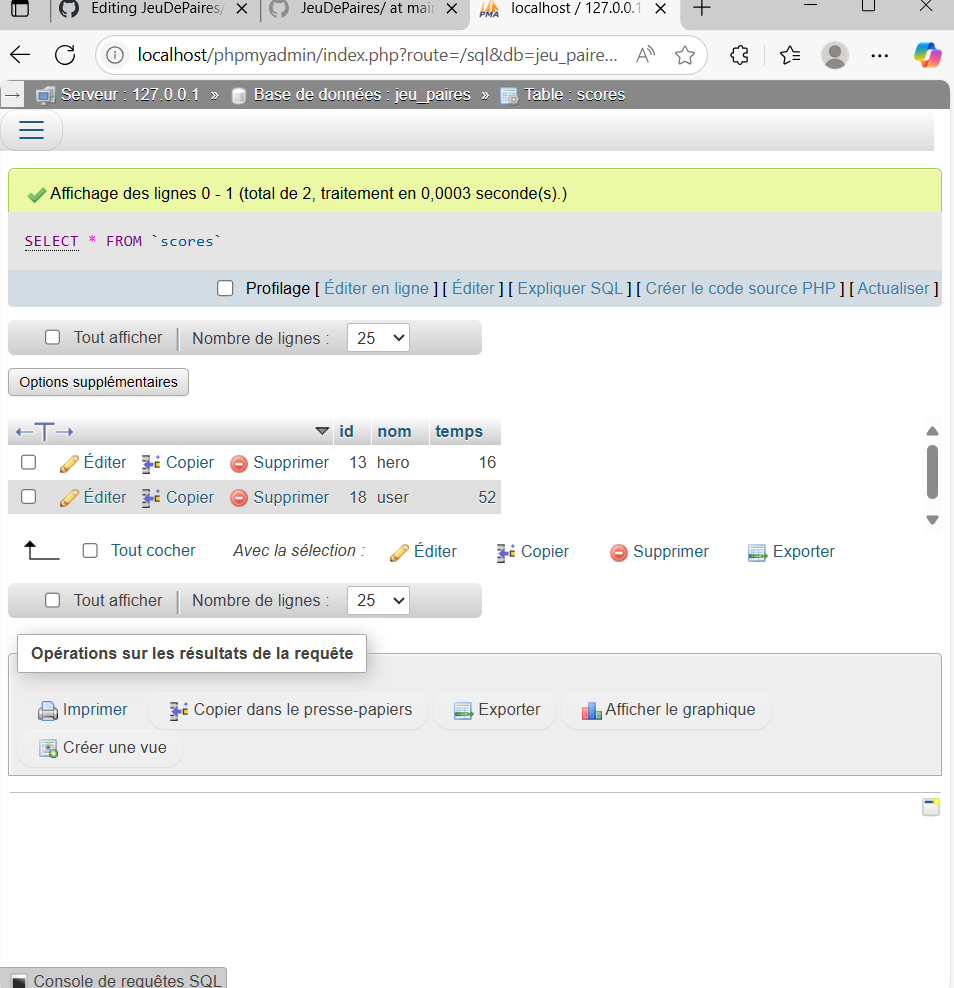 Editing JeuDePaires/
JeuDePaires/ at mair
localhost / 127.0.0.1
localhost/phpmyadmin/index.php?route=/sql&db=jeu_paire...
Serveur : 127.0.0.1 » Base de données : jeu_paires » Table : scores
Affichage des lignes 0 - 1 (total de 2, traitement en 0,0003 seconde(s).)
SELECT * FROM `scores`
Profilage [ Éditer en ligne ] [ Éditer ] [ Expliquer SQL ] [ Créer le code source PHP ] [ Actualiser ]
Tout afficher | Nombre de lignes : 25
Options supplémentaires
id nom temps
Éditer Copier Supprimer 13 hero 16
Éditer Copier Supprimer 18 user 52
Tout cocher Avec la sélection : Éditer Copier Supprimer Exporter
Tout afficher | Nombre de lignes : 25
Opérations sur les résultats de la requête
Imprimer Copier dans le presse-papiers Exporter Afficher le graphique
Créer une vue
Console de requêtes SQL